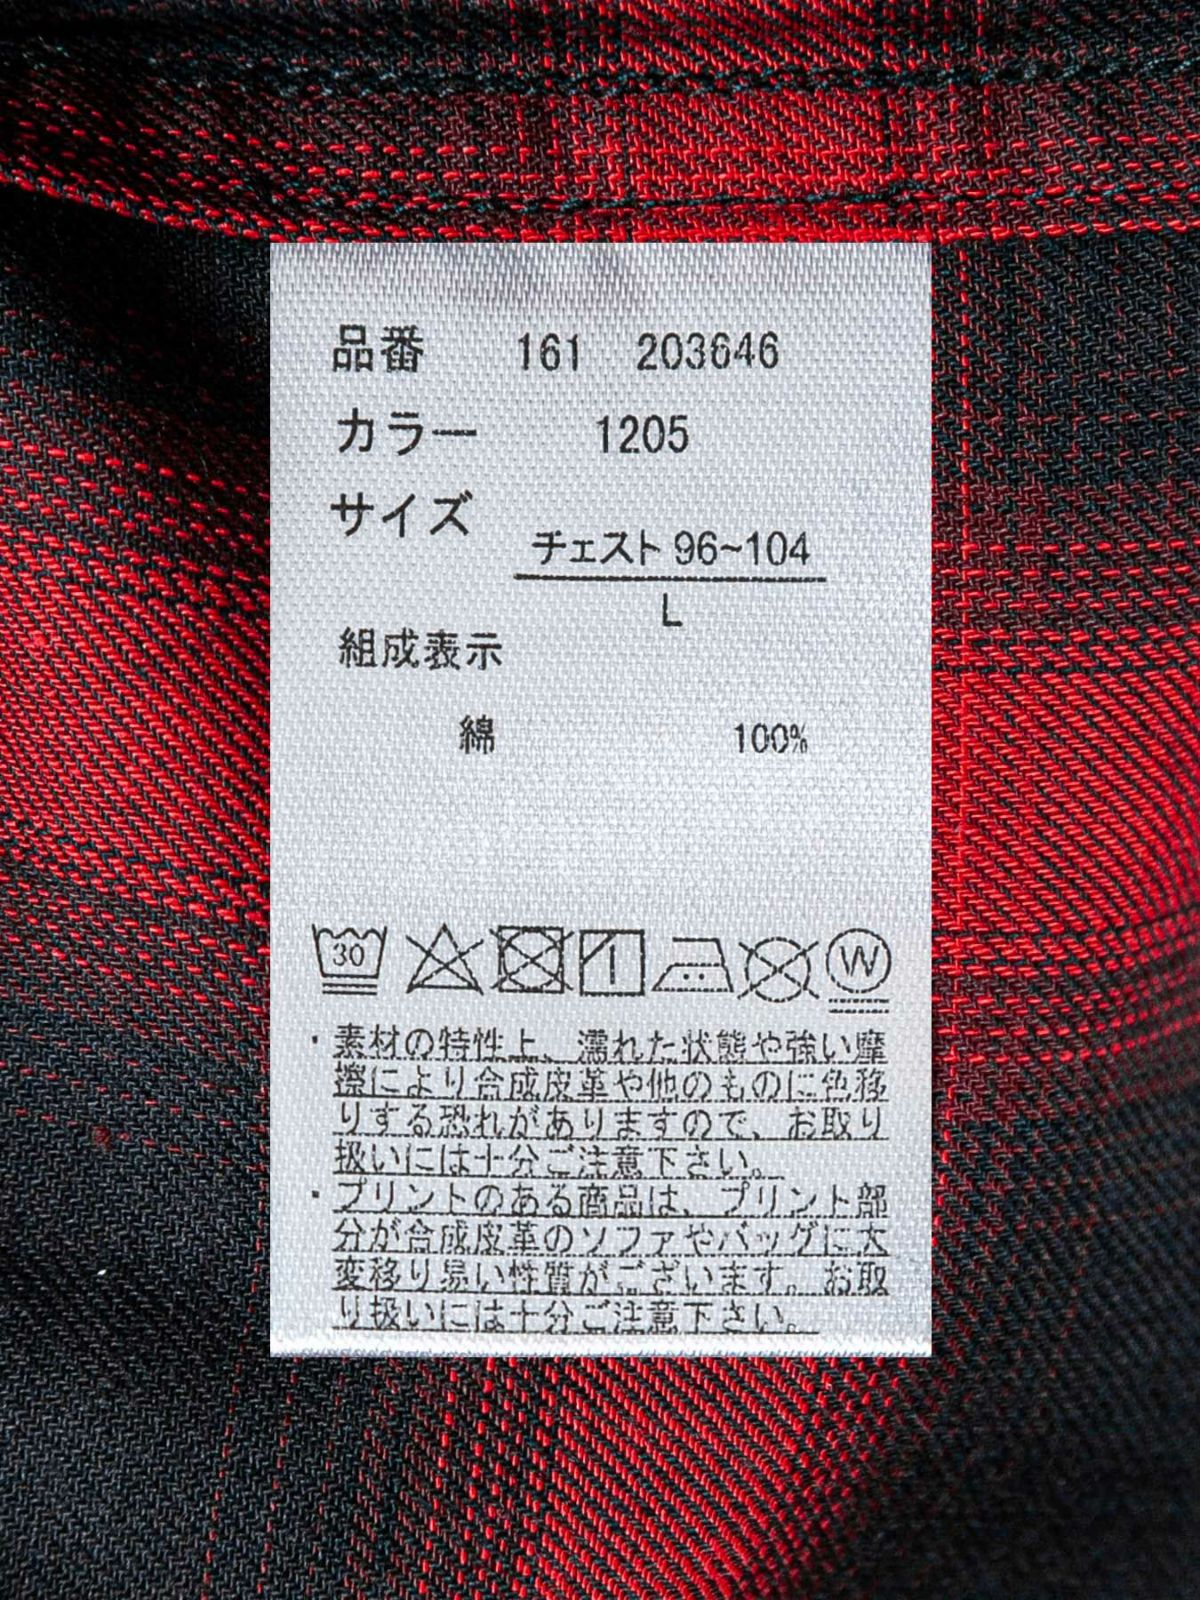 品番 161 203646
カラー 1205
サイズ
チェスト 96~104
L
組成表示
綿 100%
30 W
・素材の特性上、濡れた状態や強い摩
擦により合成皮革や他のものに色移
りする恐れがありますので、お取り
扱いには十分ご注意下さい。
・プリントのある商品は、プリント部
分が合成皮革のソファやバッグに大
変移り易い性質がございます。お取
り扱いには十分ご注意下さい。